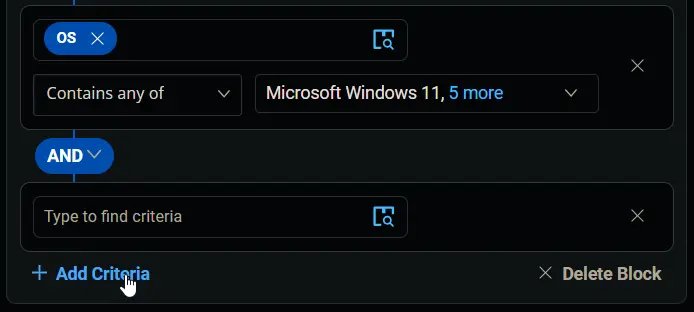 OS
Contains any of
Microsoft Windows 11, 5 more
AND
Type to find criteria
Add Criteria
Delete Block